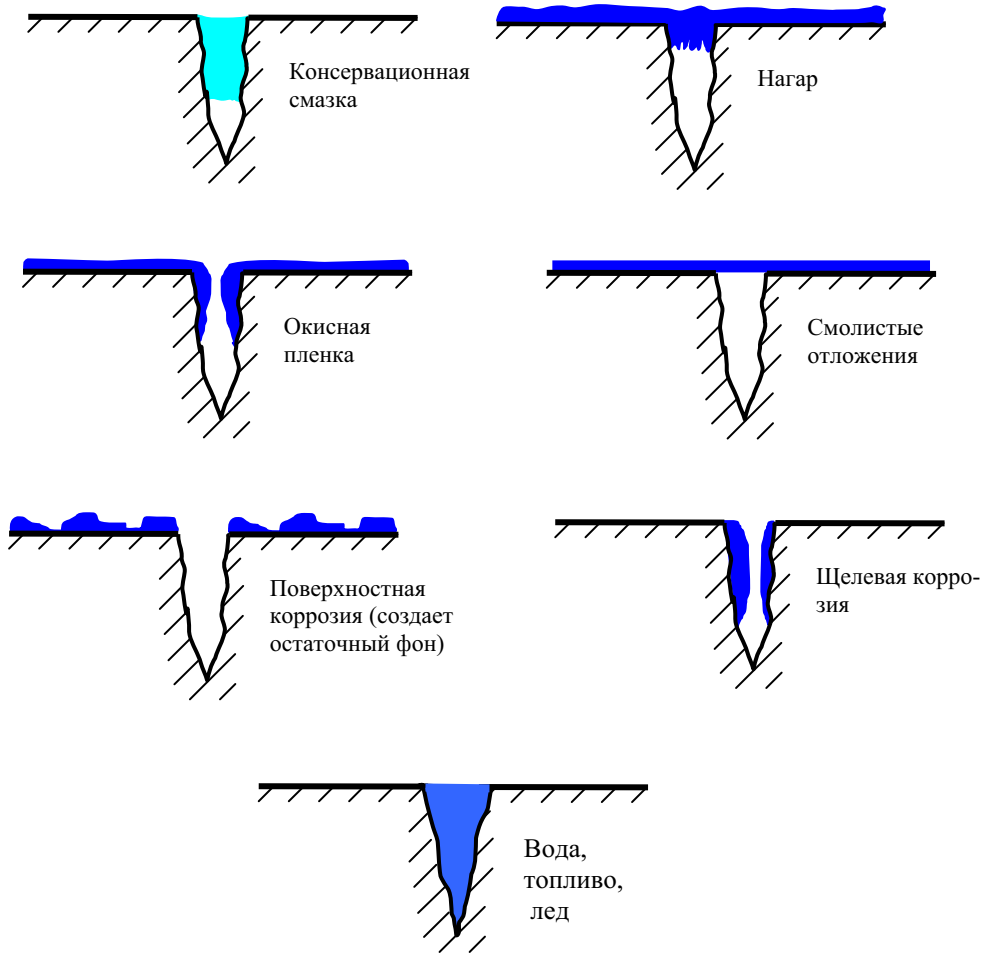 Консервационная
смазка
Нагар
Окисная
пленка
Смолистые
отложения
Поверхностная
коррозия (создает
остаточный фон)
Щелевая корро-
зия
Вода,
топливо,
лед